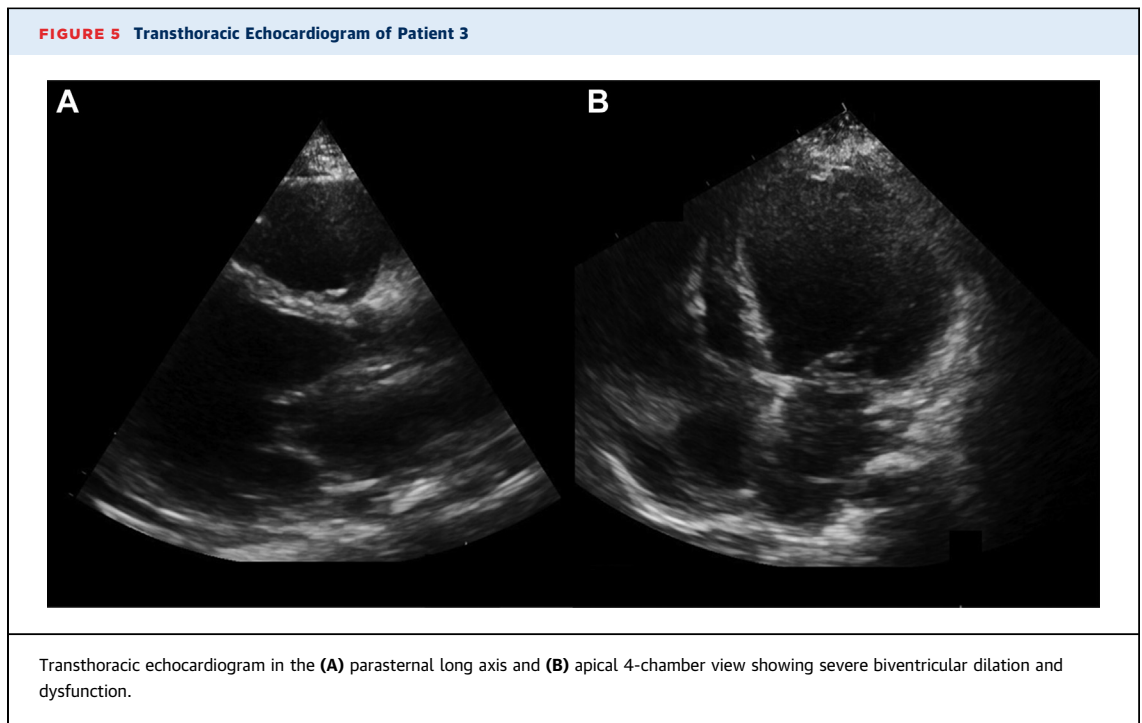 FIGURE 5 Transthoracic Echocardiogram of Patient 3
A
B
Transthoracic echocardiogram in the (A) parasternal long axis and (B) apical 4-chamber view showing severe biventricular dilation and
dysfunction.